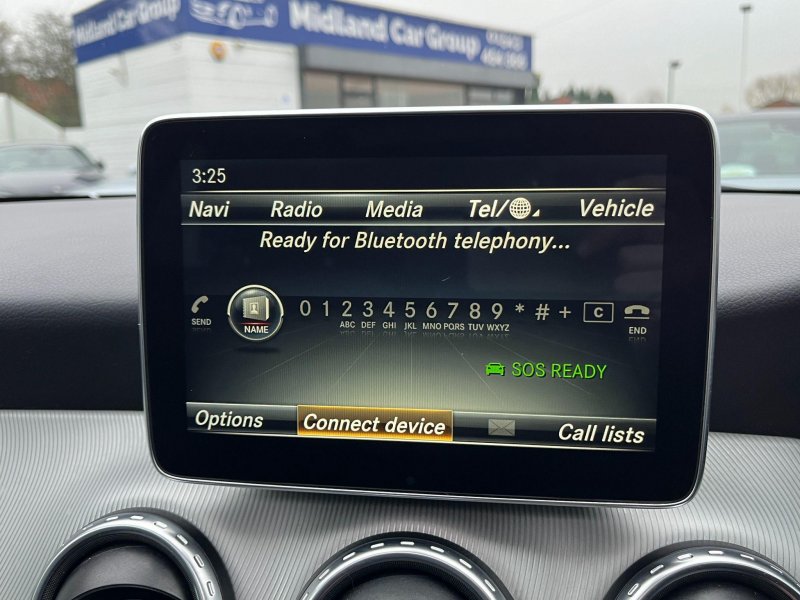 Midland Car Group
Car Group
3:25
Navi Radio Media Tel/ Vehicle
Ready for Bluetooth telephony...
SEND NAME 0 1 2 3 4 5 6 7 8 9 * # + C END
ABC DEF GHI JKL MNO PQRS TUV WXYZ
SOS READY
Options Connect device Call lists